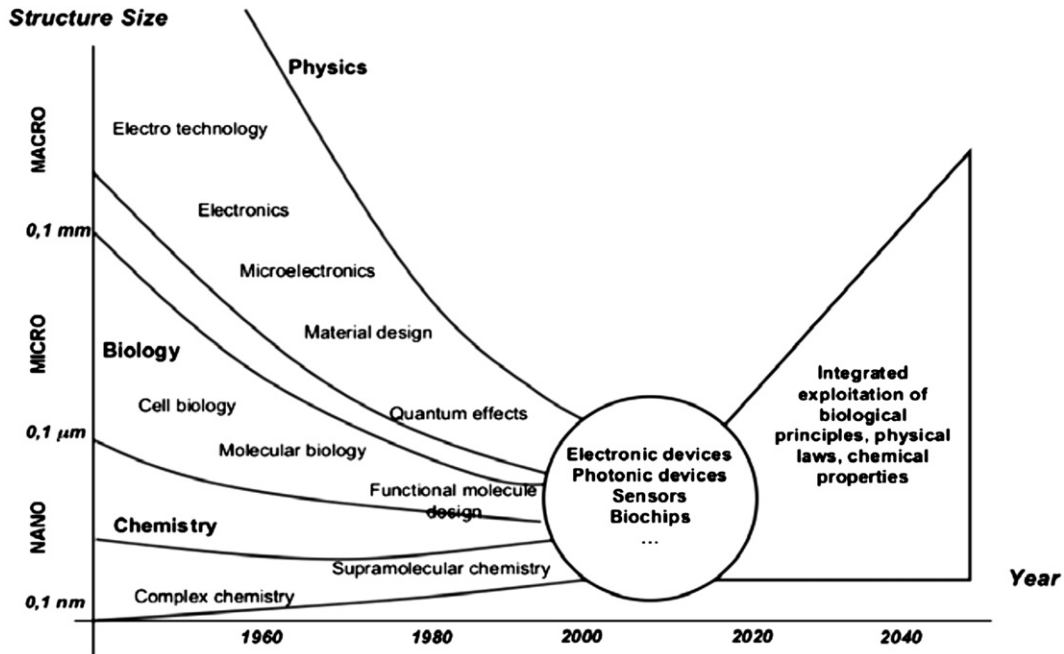 Structure Size
Physics
MACRO
Electro technology
Electronics
0,1 mm
Microelectronics
MICRO
Material design
Biology
Cell biology
Quantum effects
0,1 μm
Molecular biology
Functional molecule
design
NANO
Chemistry
Supramolecular chemistry
Complex chemistry
0,1 nm
Electronic devices
Photonic devices
Sensors
Biochips
...
Integrated
exploitation of
biological
principles, physical
laws, chemical
properties
Year
1960
1980
2000
2020
2040